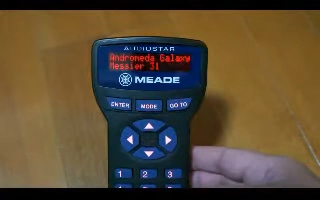 AUDIOSTAR
Andromeda Galaxy
Messier 31
MEADE
ENTER MODE GO TO
1 2 3